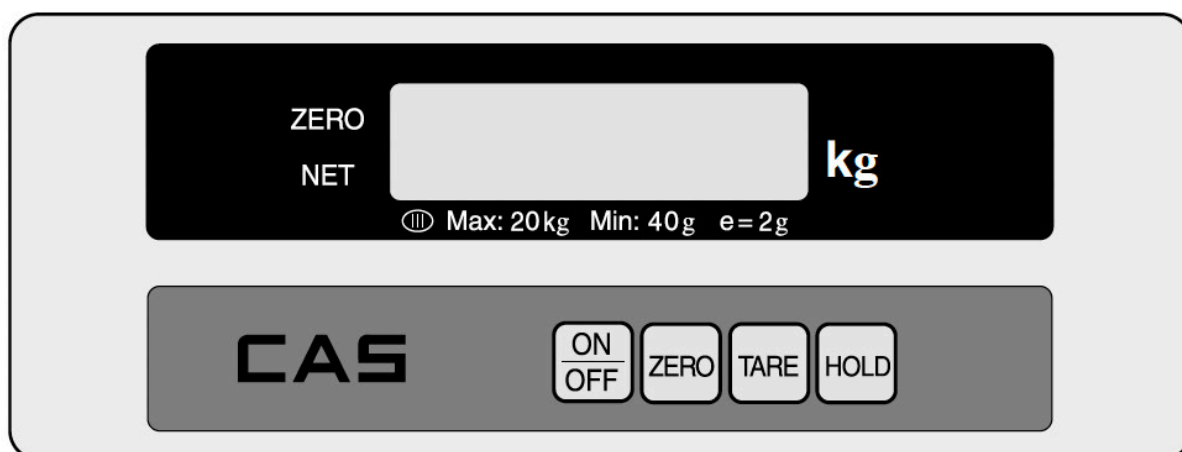 ZERO
NET
kg
Ⅲ Max: 20kg Min: 40g e=2g
CAS
ON
OFF
ZERO TARE HOLD